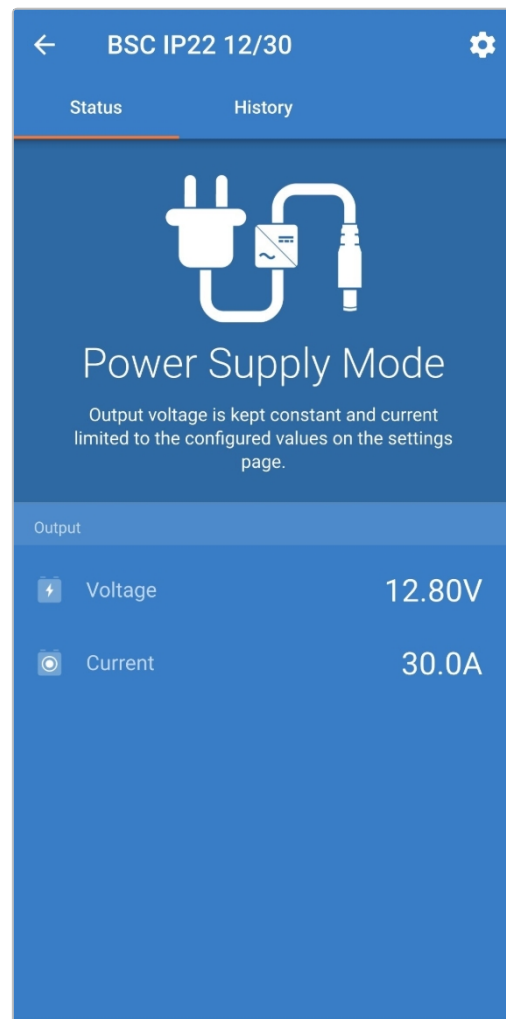 BSC IP22 12/30
Status History
Power Supply Mode
Output voltage is kept constant and current
limited to the configured values on the settings
page.
Output
Voltage 12.80V
Current 30.0A